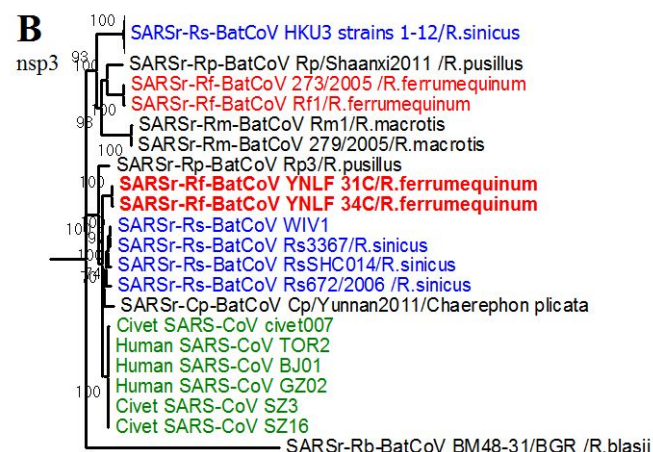 B
nsp3
100
SARSr-Rs-BatCoV HKU3 strains 1-12/R.sinicus
93
100
SARSr-Rp-BatCoV Rp/Shaanxi2011 /R.pusillus
SARSr-Rf-BatCoV 273/2005 /R.ferrumequinum
SARSr-Rf-BatCoV Rf1/R.ferrumequinum
100
93
SARSr-Rm-BatCoV Rm1/R.macrotis
SARSr-Rm-BatCoV 279/2005/R.macrotis
100
SARSr-Rp-BatCoV Rp3/R.pusillus
100
SARSr-Rf-BatCoV YNLF 31C/R.ferrumequinum
SARSr-Rf-BatCoV YNLF 34C/R.ferrumequinum
SARSr-Rs-BatCoV WIV1
SARSr-Rs-BatCoV Rs3367/R.sinicus
SARSr-Rs-BatCoV RsSHC014/R.sinicus
SARSr-Rs-BatCoV Rs672/2006 /R.sinicus
SARSr-Cp-BatCoV Cp/Yunnan2011/Chaerephon plicata
Civet SARS-CoV civet007
Human SARS-CoV TOR2
Human SARS-CoV BJ01
Human SARS-CoV GZ02
100
Civet SARS-CoV SZ3
Civet SARS-CoV SZ16
SARSr-Rb-BatCoV BM48-31/BGR /R.blasii